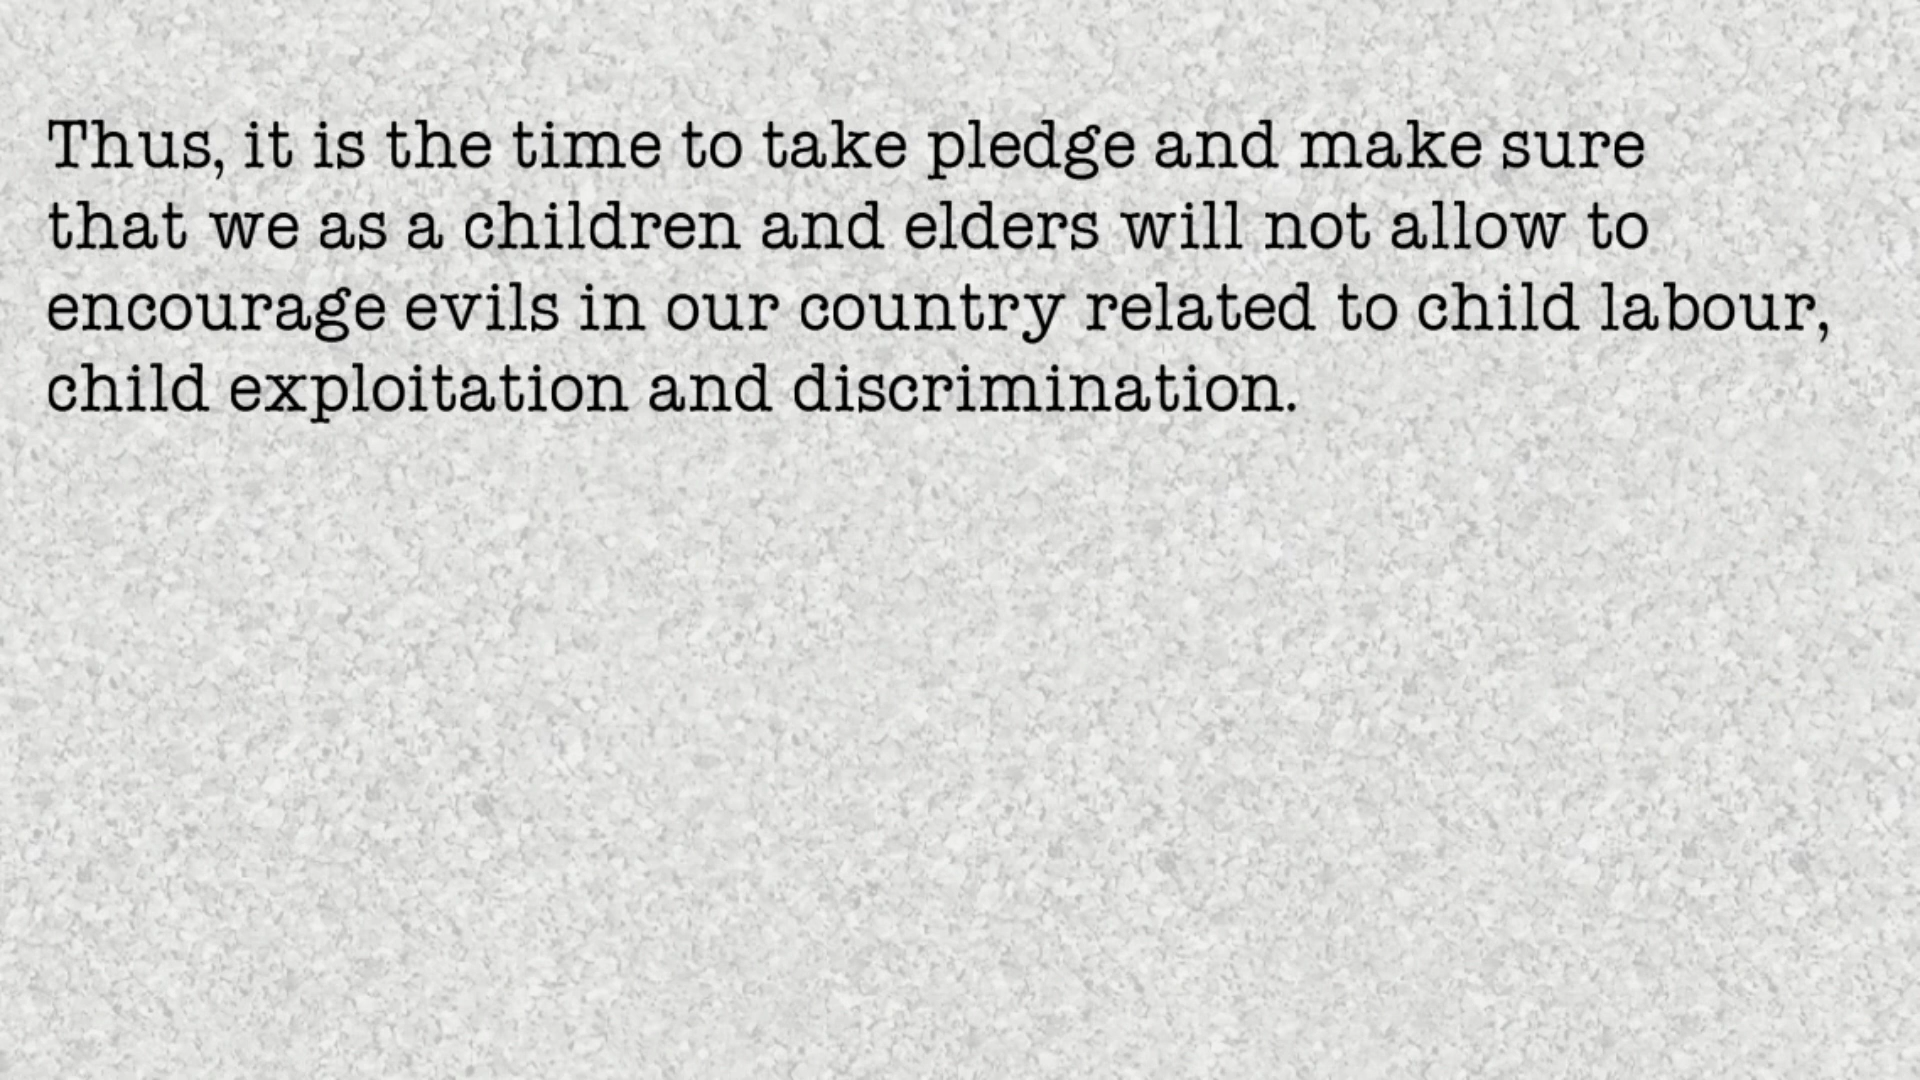 Thus, it is the time to take pledge and make sure
that we as a children and elders will not allow to
encourage evils in our country related to child labour,
child exploitation and discrimination.